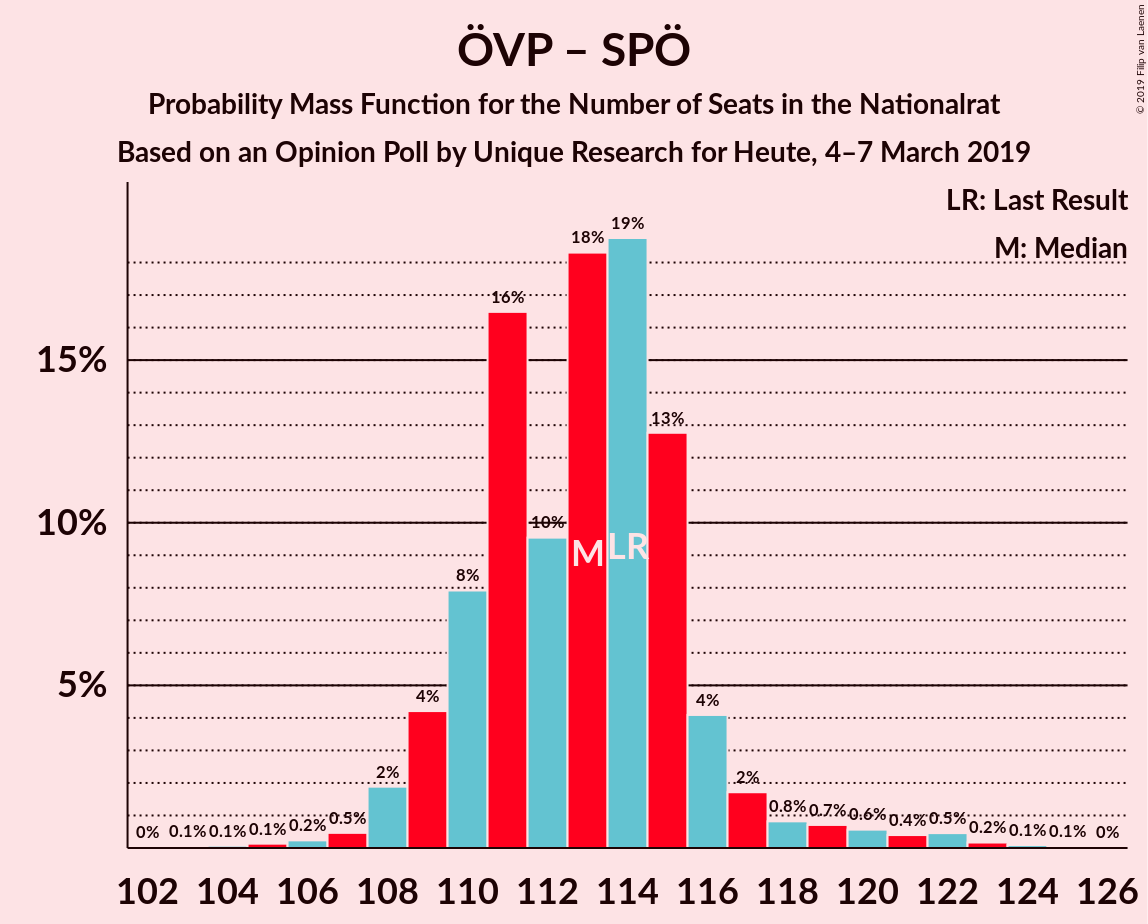 ÖVP – SPÖ
Probability Mass Function for the Number of Seats in the Nationalrat
Based on an Opinion Poll by Unique Research for Heute, 4–7 March 2019
© 2019 Filip van Laenen
LR: Last Result
M: Median
15%
10%
5%
0% 0.1% 0.1% 0.1% 0.2% 0.5% 2% 4% 8% 16% 10% 18% 19% 13% 4% 2% 0.8% 0.7% 0.6% 0.4% 0.5% 0.2% 0.1% 0.1% 0%
M LR
102 104 106 108 110 112 114 116 118 120 122 124 126